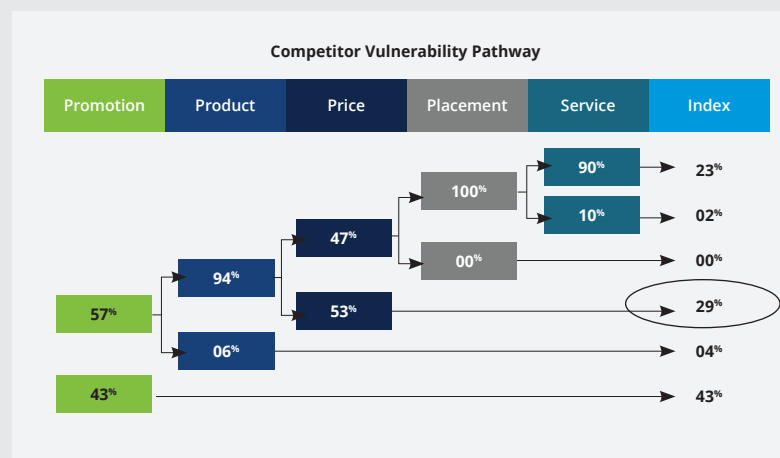 Competitor Vulnerability Pathway
Promotion Product Price Placement Service Index
90% 23%
100%
10% 02%
47%
00% 00%
94%
57% 53% 29%
06% 04%
43% 43%